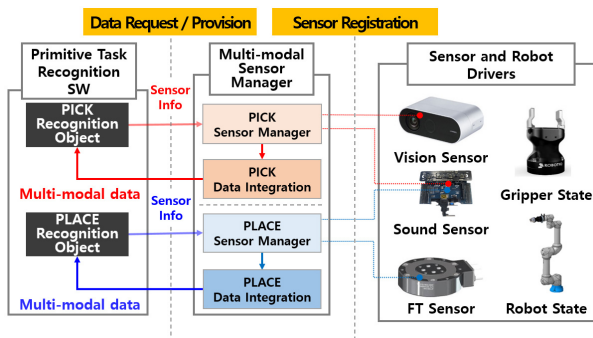 Data Request / Provision
Sensor Registration
Primitive Task
Recognition
SW
Multi-modal
Sensor
Manager
Sensor and Robot
Drivers
PICK
Recognition
Object
Sensor
Info
PICK
Sensor Manager
PICK
Data Integration
Multi-modal data
PLACE
Recognition
Object
Sensor
Info
PLACE
Sensor Manager
PLACE
Data Integration
Multi-modal data
Vision Sensor
Gripper State
Sound Sensor
FT Sensor
Robot State